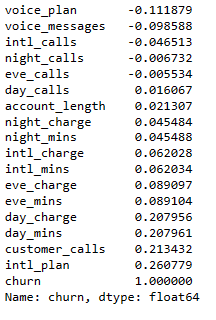 voice_plan -0.111879
voice_messages -0.098588
intl_calls -0.046513
night_calls -0.006732
eve_calls -0.005534
day_calls 0.016067
account_length 0.021307
night_charge 0.045484
night_mins 0.045488
intl_charge 0.062028
intl_mins 0.062034
eve_charge 0.089097
eve_mins 0.089104
day_charge 0.207956
day_mins 0.207961
customer_calls 0.213432
intl_plan 0.260779
churn 1.000000
Name: churn, dtype: float64